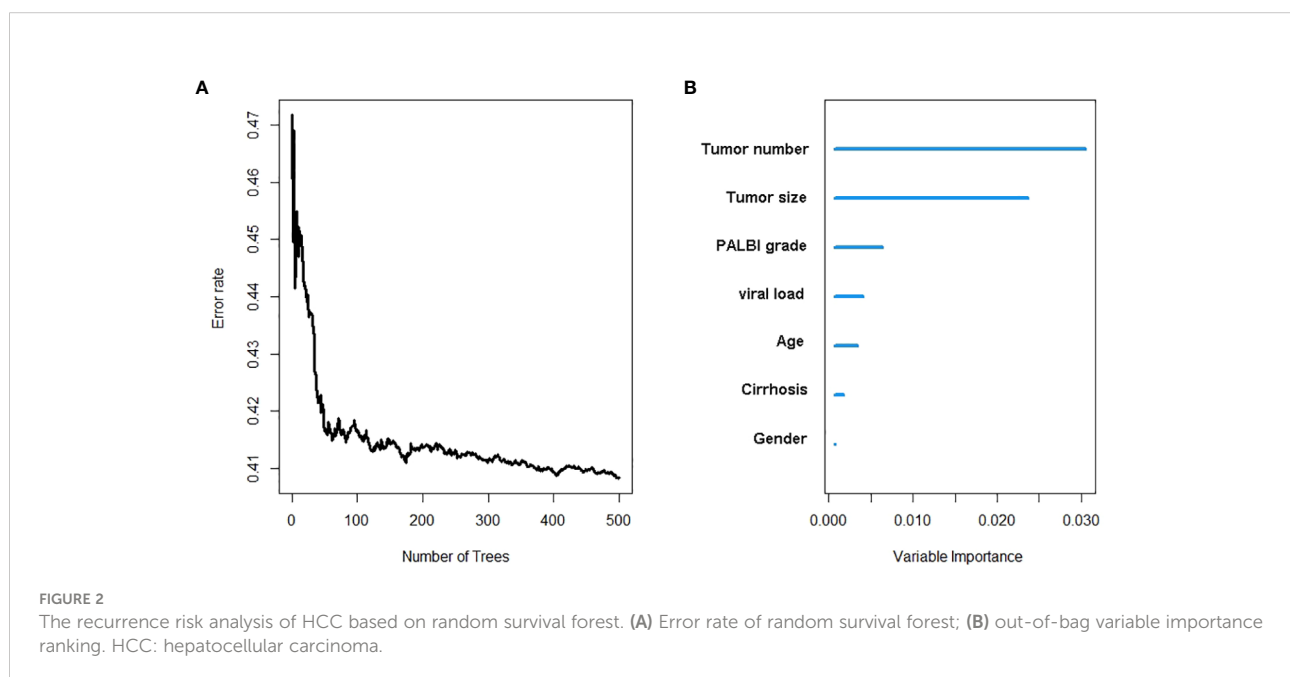 A
B
0.47
0.46
0.45
0.44
0.43
0.42
0.41
Error rate
0
100
200
300
400
500
Number of Trees
Tumor number
Tumor size
PALBI grade
viral load
Age
Cirrhosis
Gender
0.000
0.010
0.020
0.030
Variable Importance
FIGURE 2
The recurrence risk analysis of HCC based on random survival forest. (A) Error rate of random survival forest; (B) out-of-bag variable importance
ranking. HCC: hepatocellular carcinoma.